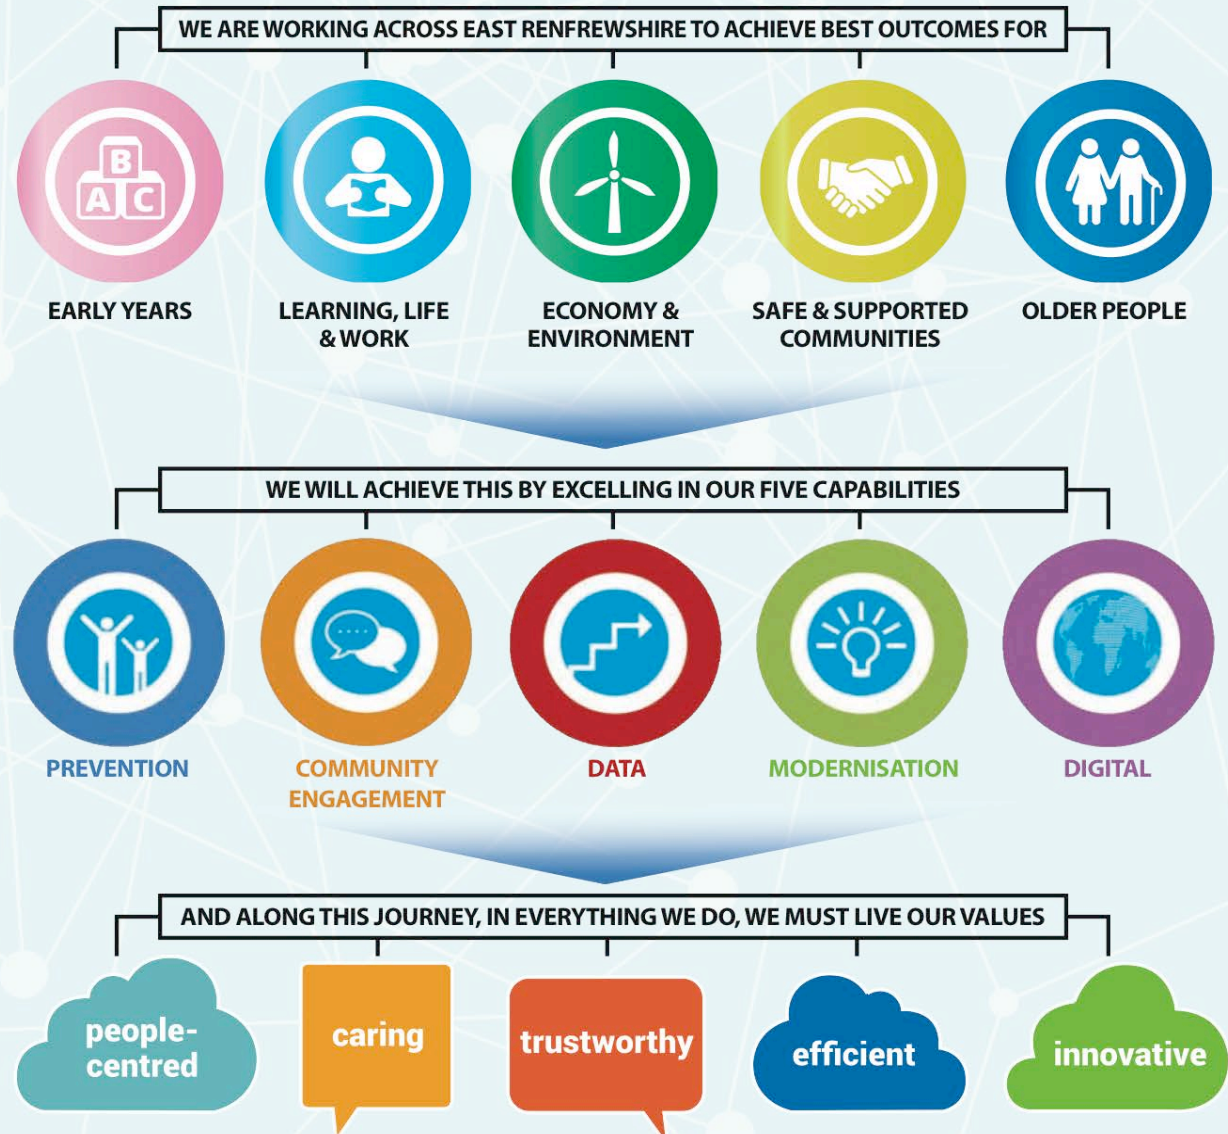 WE ARE WORKING ACROSS EAST RENFREWSHIRE TO ACHIEVE BEST OUTCOMES FOR
B
A C
EARLY YEARS
LEARNING, LIFE
& WORK
ECONOMY &
ENVIRONMENT
SAFE & SUPPORTED
COMMUNITIES
OLDER PEOPLE
WE WILL ACHIEVE THIS BY EXCELLING IN OUR FIVE CAPABILITIES
PREVENTION
COMMUNITY
ENGAGEMENT
DATA
MODERNISATION
DIGITAL
AND ALONG THIS JOURNEY, IN EVERYTHING WE DO, WE MUST LIVE OUR VALUES
people-
centred
caring
trustworthy
efficient
innovative